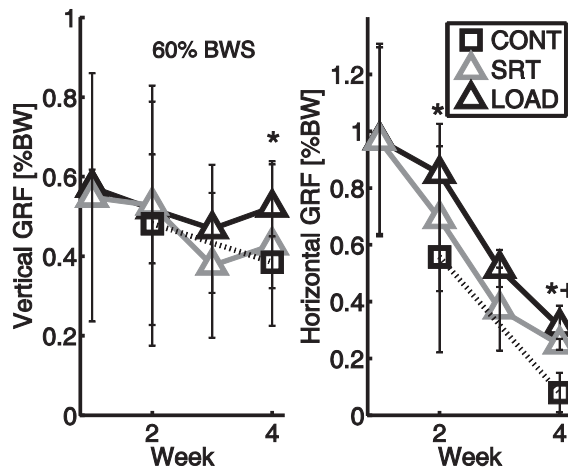 1
0.8
0.6
0.4
0.2
0
Vertical GRF [%BW]
60% BWS
*
2
4
Week
1.2
1
0.8
0.6
0.4
0.2
0
Horizontal GRF [%BW]
CONT
SRT
LOAD
*
*+
2
4
Week